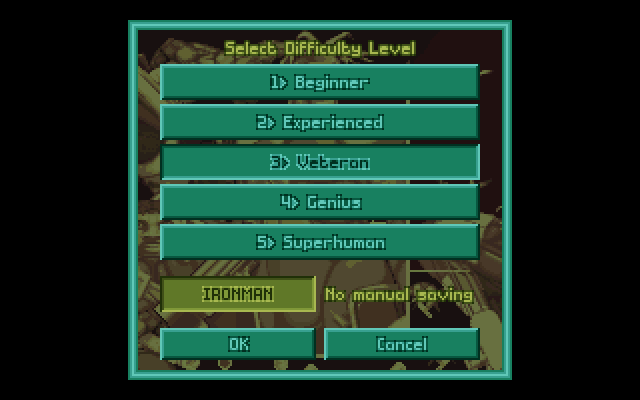 Select Difficulty Level
1> Beginner
2> Experienced
3> Veteran
4> Genius
5> Superhuman
IRONMAN No manual saving
OK Cancel